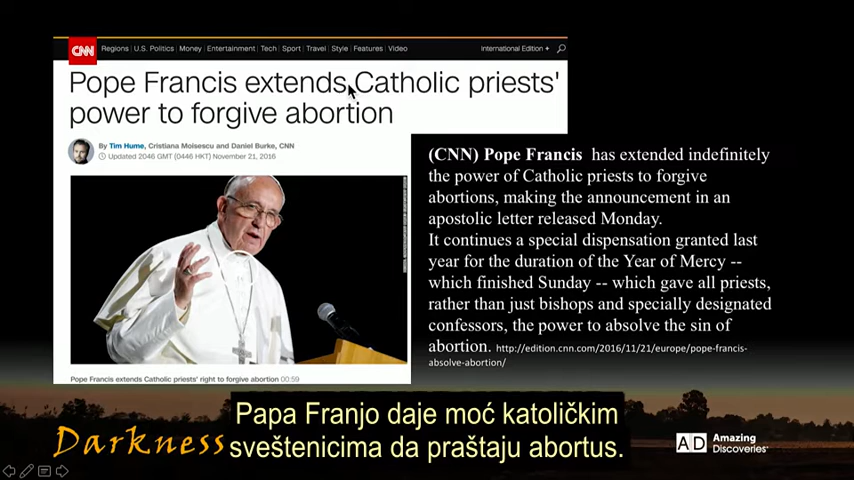 CNN
Regions | U.S. Politics | Money | Entertainment | Tech | Sport | Travel | Style | Features | Video
International Edition +
Pope Francis extends Catholic priests'
power to forgive abortion
By Tim Hume, Cristiana Moisescu and Daniel Burke, CNN
Updated 2046 GMT (0446 HKT) November 21, 2016
Pope Francis extends Catholic priests' right to forgive abortion 00:59
(CNN) Pope Francis has extended indefinitely
the power of Catholic priests to forgive
abortions, making the announcement in an
apostolic letter released Monday.
It continues a special dispensation granted last
year for the duration of the Year of Mercy --
which finished Sunday -- which gave all priests,
rather than just bishops and specially designated
confessors, the power to absolve the sin of
abortion. http://edition.cnn.com/2016/11/21/europe/pope-francis-
absolve-abortion/
Papa Franjo daje moć katoličkim
sveštenicima da praštaju abortus.
Darkness
AD Amazing
Discoveries